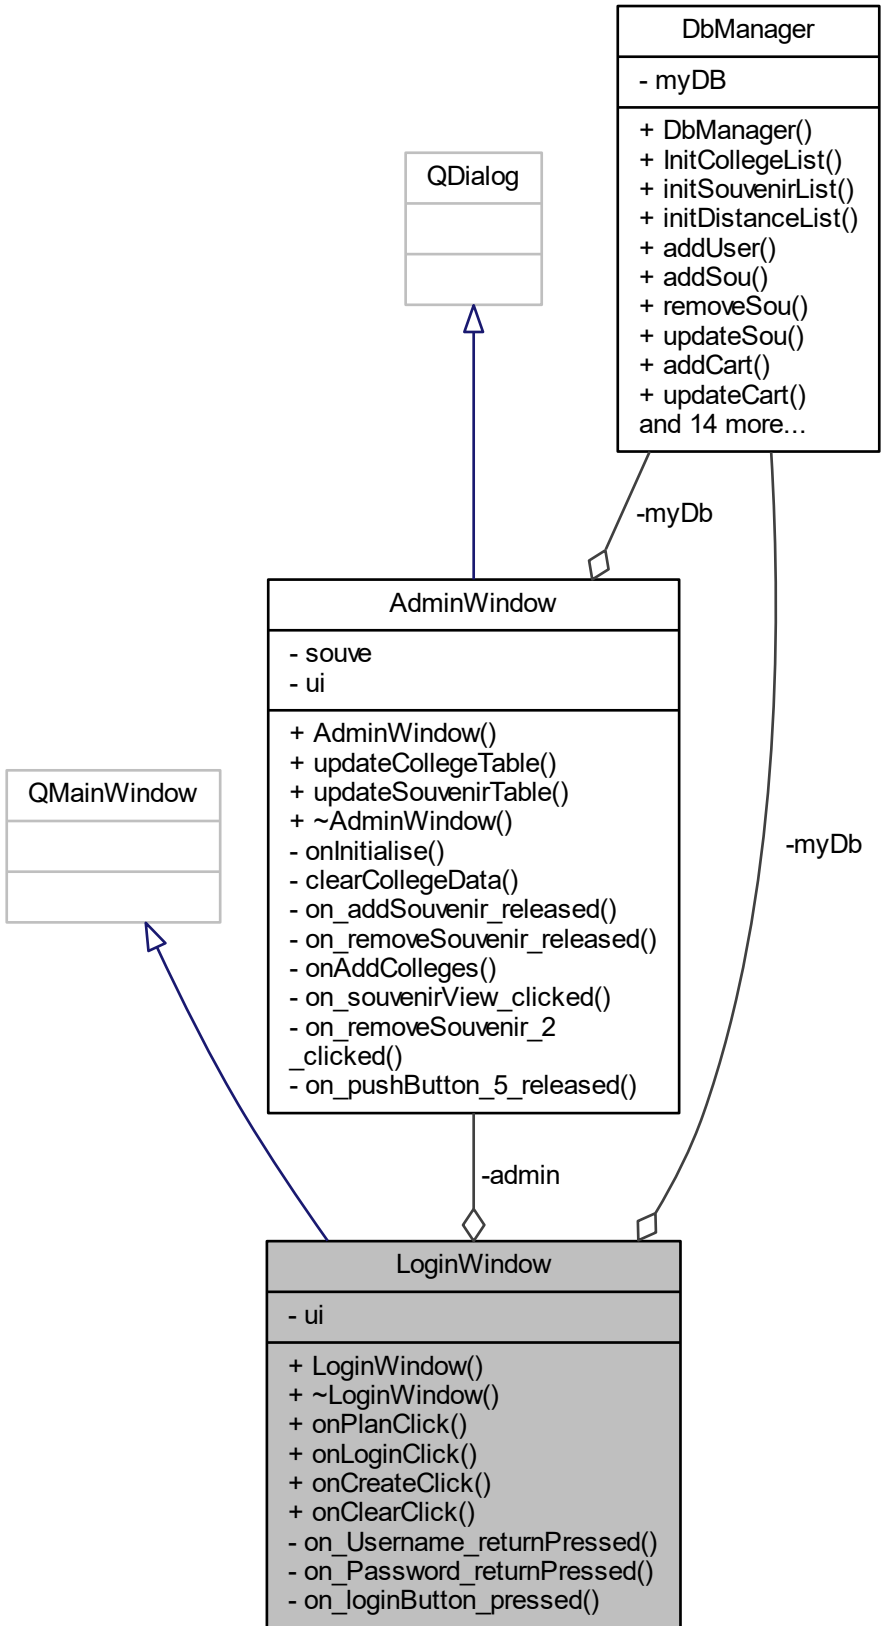 DbManager
- myDB
+ DbManager()
+ InitCollegeList()
+ initSouvenirList()
+ initDistanceList()
+ addUser()
+ addSou()
+ removeSou()
+ updateSou()
+ addCart()
+ updateCart()
and 14 more...
QDialog
-myDb
AdminWindow
- souve
- ui
+ AdminWindow()
+ updateCollegeTable()
+ updateSouvenirTable()
+ ~AdminWindow()
- onInitialise()
- clearCollegeData()
- on_addSouvenir_released()
- on_removeSouvenir_released()
- onAddColleges()
- on_souvenirView_clicked()
- on_removeSouvenir_2
_clicked()
- on_pushButton_5_released()
QMainWindow
-myDb
-admin
LoginWindow
- ui
+ LoginWindow()
+ ~LoginWindow()
+ onPlanClick()
+ onLoginClick()
+ onCreateClick()
+ onClearClick()
- on_Username_returnPressed()
- on_Password_returnPressed()
- on_loginButton_pressed()